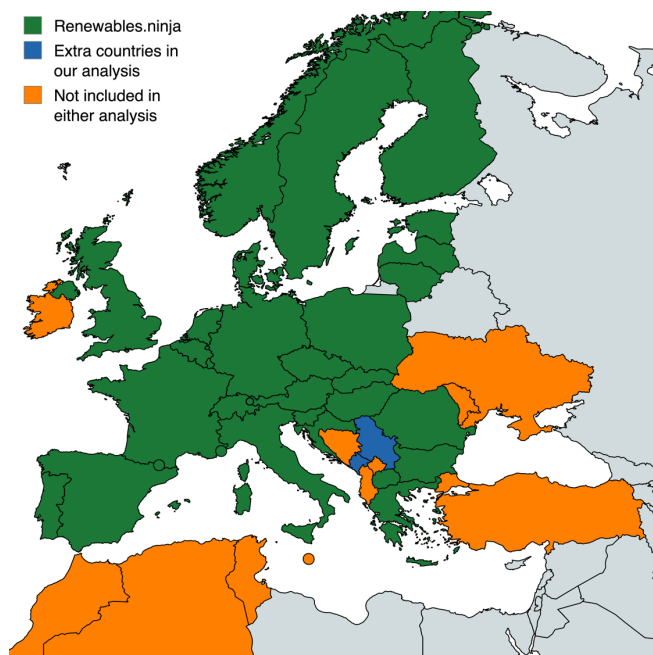 Renewables.ninja
Extra countries in
our analysis
Not included in
either analysis